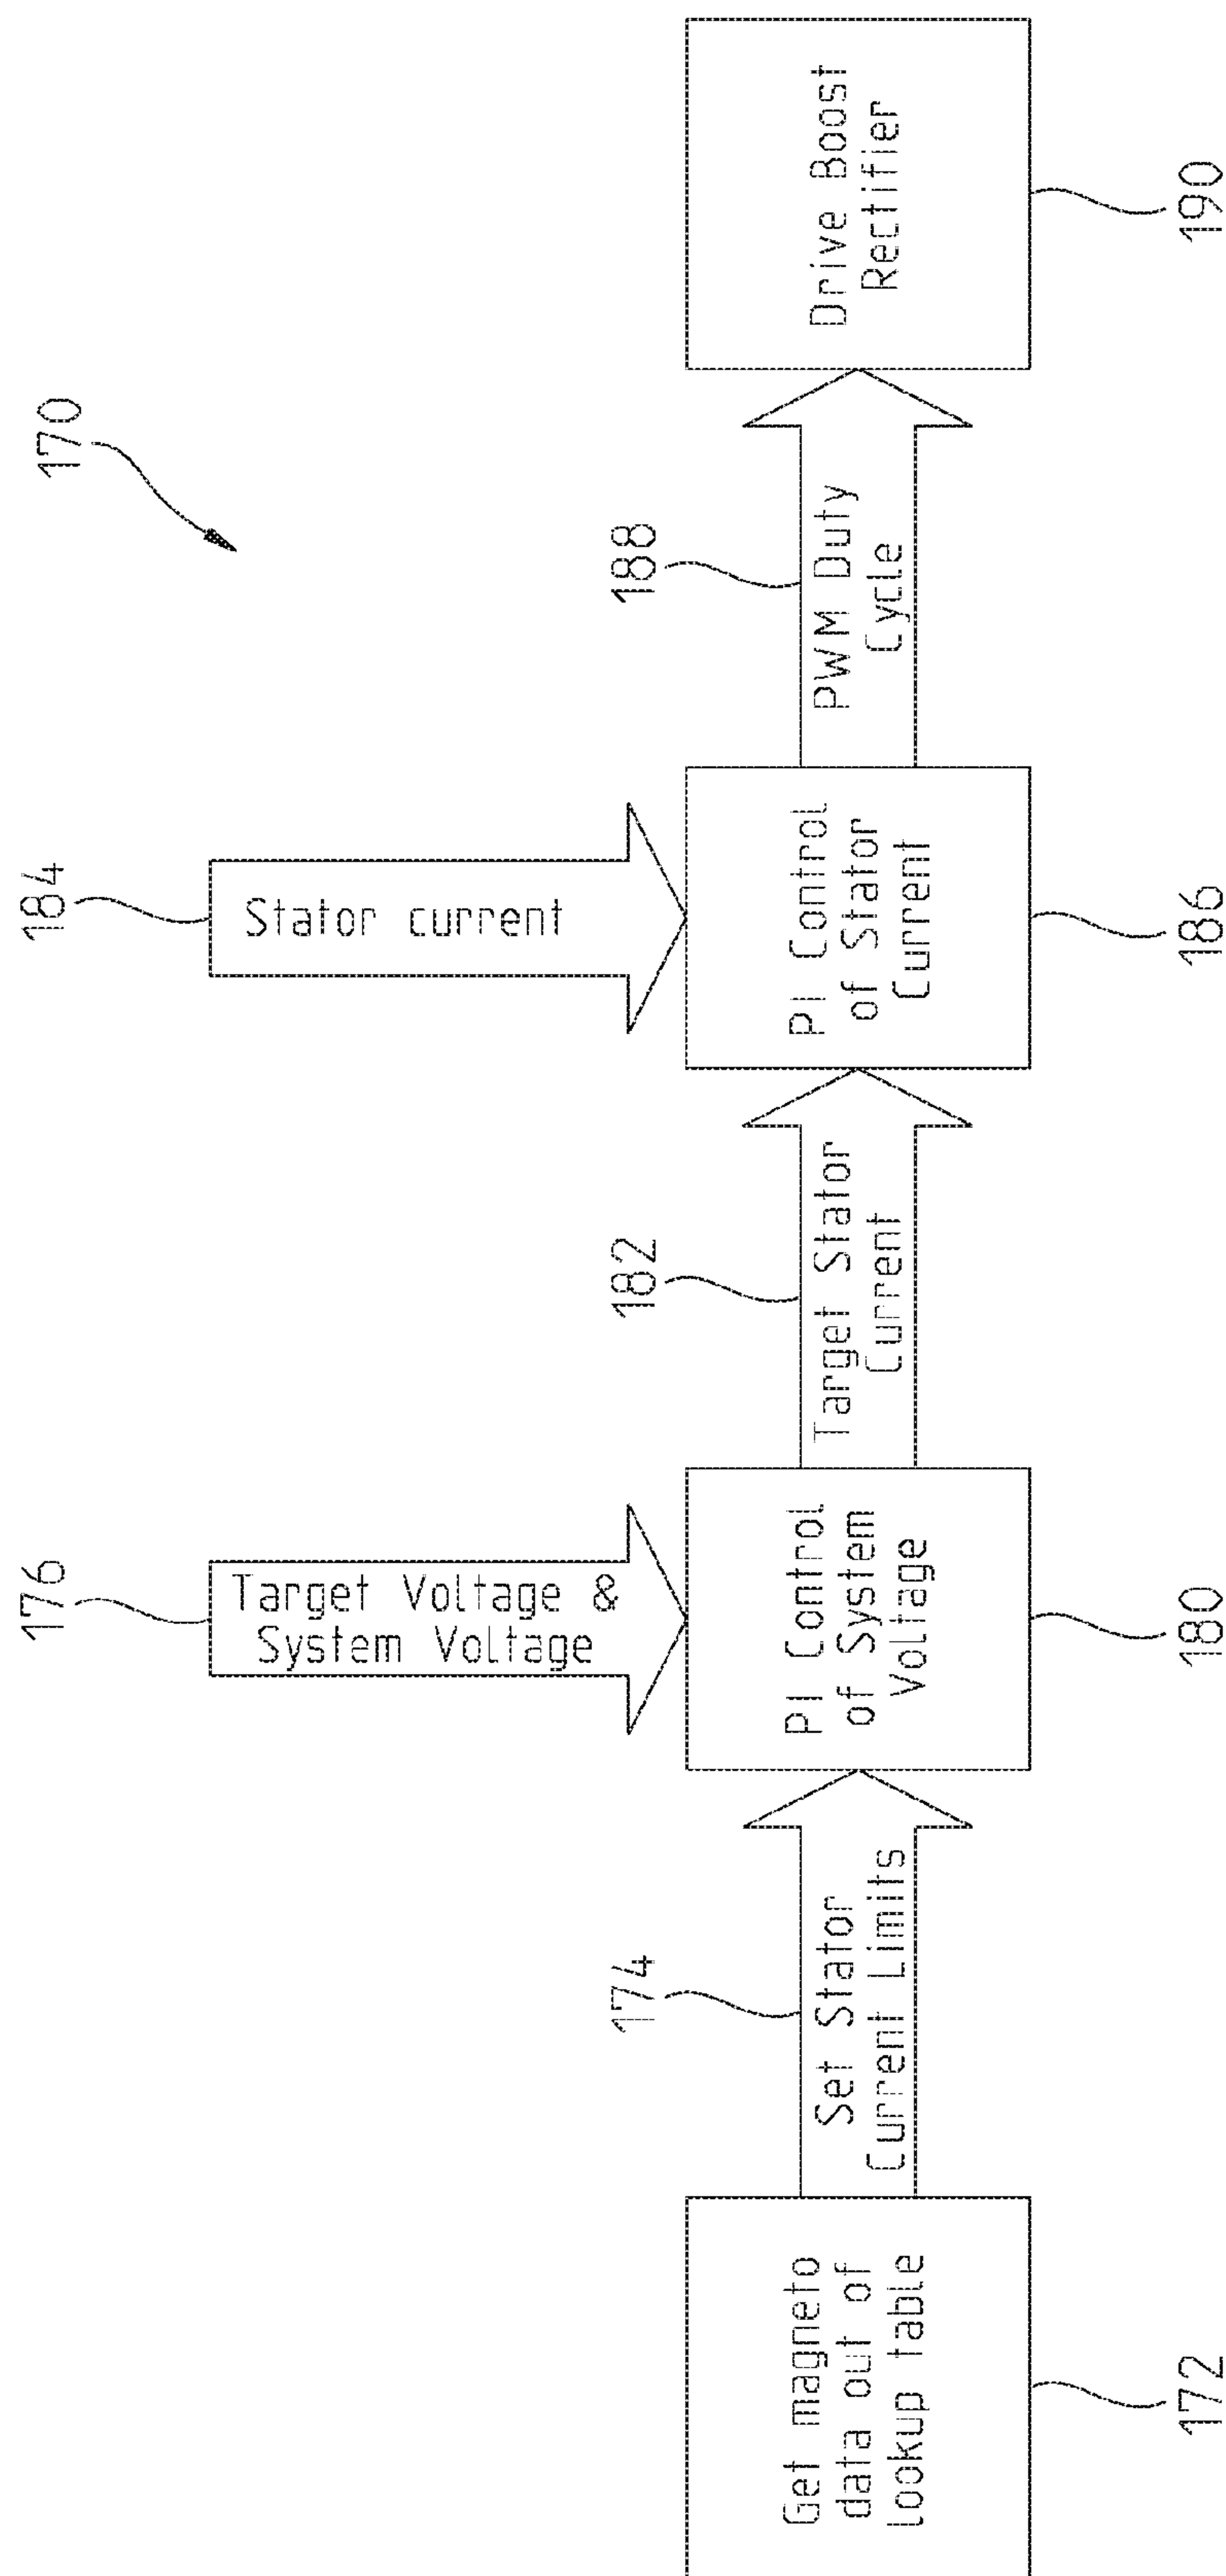 170
Get magneto
data out of
lookup table
172
Set Stator
Current Limits
174
Target Voltage &
System Voltage
176
PI Control
of System
Voltage
180
Target Stator
Current
182
Stator current
184
PI Control
of Stator
Current
186
PWM Duty
Cycle
188
Drive Boost
Rectifier
190